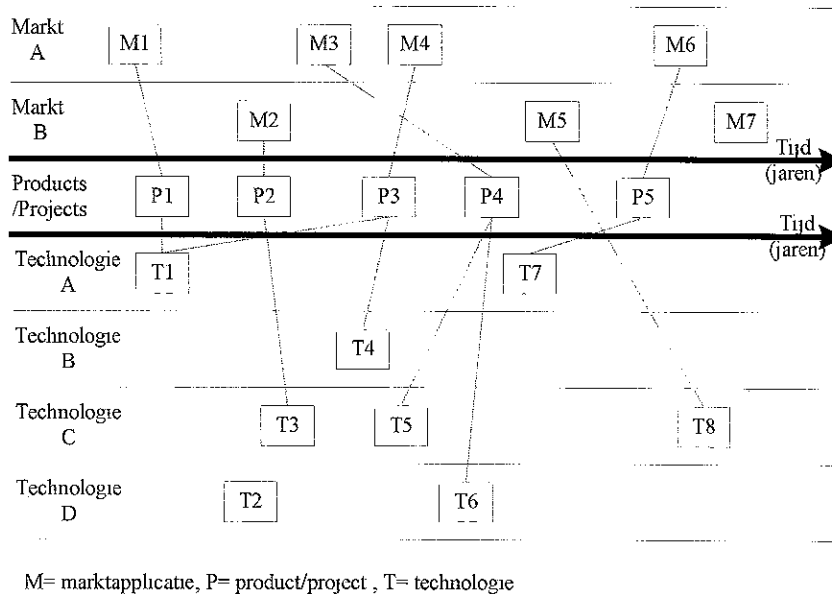 Markt
A
M1
M3
M4
M6
Markt
B
M2
M5
M7
Tijd
(jaren)
Products
/Projects
P1
P2
P3
P4
P5
Tijd
(jaren)
Technologie
A
T1
T7
Technologie
B
T4
Technologie
C
T3
T5
T8
Technologie
D
T2
T6
M= marktapplicatie, P= product/project , T= technologie